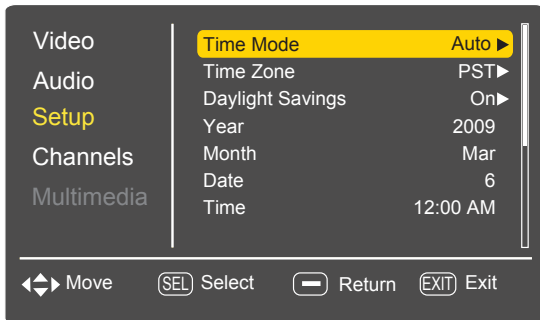 Video
Audio
Setup
Channels
Multimedia
Time Mode Auto
Time Zone PST
Daylight Savings On
Year 2009
Month Mar
Date 6
Time 12:00 AM
Move SEL Select Return EXIT Exit